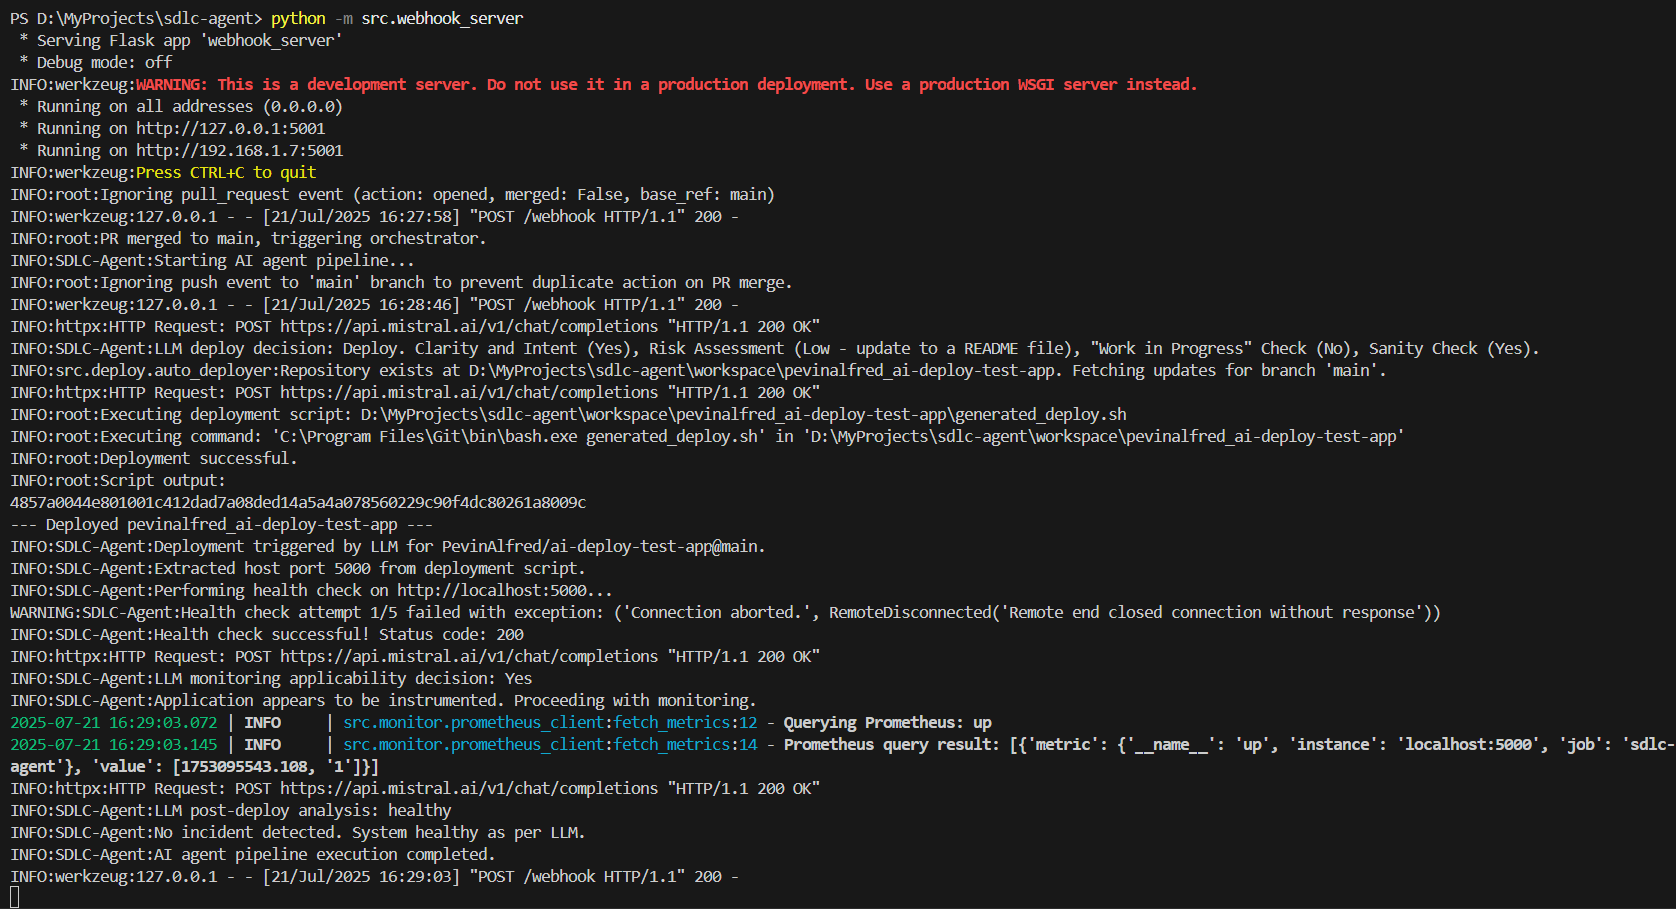 PS D:\MyProjects\sdlc-agent> python -m src.webhook_server
 * Serving Flask app 'webhook_server'
 * Debug mode: off
INFO:werkzeug:WARNING: This is a development server. Do not use it in a production deployment. Use a production WSGI server instead.
 * Running on all addresses (0.0.0.0)
 * Running on http://127.0.0.1:5001
 * Running on http://192.168.1.7:5001
INFO:werkzeug:Press CTRL+C to quit
INFO:root:Ignoring pull_request event (action: opened, merged: False, base_ref: main)
INFO:werkzeug:127.0.0.1 - - [21/Jul/2025 16:27:58] "POST /webhook HTTP/1.1" 200 -
INFO:root:PR merged to main, triggering orchestrator.
INFO:SDLC-Agent:Starting AI agent pipeline...
INFO:root:Ignoring push event to 'main' branch to prevent duplicate action on PR merge.
INFO:werkzeug:127.0.0.1 - - [21/Jul/2025 16:28:46] "POST /webhook HTTP/1.1" 200 -
INFO:httpx:HTTP Request: POST https://api.mistral.ai/v1/chat/completions "HTTP/1.1 200 OK"
INFO:SDLC-Agent:LLM deploy decision: Deploy. Clarity and Intent (Yes), Risk Assessment (Low - update to a README file), "Work in Progress" Check (No), Sanity Check (Yes).
INFO:src.deploy.auto_deployer:Repository exists at D:\MyProjects\sdlc-agent\workspace\pevinalfred_ai-deploy-test-app. Fetching updates for branch 'main'.
INFO:httpx:HTTP Request: POST https://api.mistral.ai/v1/chat/completions "HTTP/1.1 200 OK"
INFO:root:Executing deployment script: D:\MyProjects\sdlc-agent\workspace\pevinalfred_ai-deploy-test-app\generated_deploy.sh
INFO:root:Executing command: 'C:\Program Files\Git\bin\bash.exe generated_deploy.sh' in 'D:\MyProjects\sdlc-agent\workspace\pevinalfred_ai-deploy-test-app'
INFO:root:Deployment successful.
INFO:root:Script output:
4857a0044e801001c412dad7a08ded14a5a4a078560229c90f4dc80261a8009c
--- Deployed pevinalfred_ai-deploy-test-app ---
INFO:SDLC-Agent:Deployment triggered by LLM for PevinAlfred/ai-deploy-test-app@main.
INFO:SDLC-Agent:Extracted host port 5000 from deployment script.
INFO:SDLC-Agent:Performing health check on http://localhost:5000...
WARNING:SDLC-Agent:Health check attempt 1/5 failed with exception: ('Connection aborted.', RemoteDisconnected('Remote end closed connection without response'))
INFO:SDLC-Agent:Health check successful! Status code: 200
INFO:httpx:HTTP Request: POST https://api.mistral.ai/v1/chat/completions "HTTP/1.1 200 OK"
INFO:SDLC-Agent:LLM monitoring applicability decision: Yes
INFO:SDLC-Agent:Application appears to be instrumented. Proceeding with monitoring.
2025-07-21 16:29:03.072 | INFO     | src.monitor.prometheus_client:fetch_metrics:12 - Querying Prometheus: up
2025-07-21 16:29:03.145 | INFO     | src.monitor.prometheus_client:fetch_metrics:14 - Prometheus query result: [{'metric': {'__name__': 'up', 'instance': 'localhost:5000', 'job': 'sdlc-
agent'}, 'value': [1753095543.108, '1']}]
INFO:httpx:HTTP Request: POST https://api.mistral.ai/v1/chat/completions "HTTP/1.1 200 OK"
INFO:SDLC-Agent:LLM post-deploy analysis: healthy
INFO:SDLC-Agent:No incident detected. System healthy as per LLM.
INFO:SDLC-Agent:AI agent pipeline execution completed.
INFO:werkzeug:127.0.0.1 - - [21/Jul/2025 16:29:03] "POST /webhook HTTP/1.1" 200 -